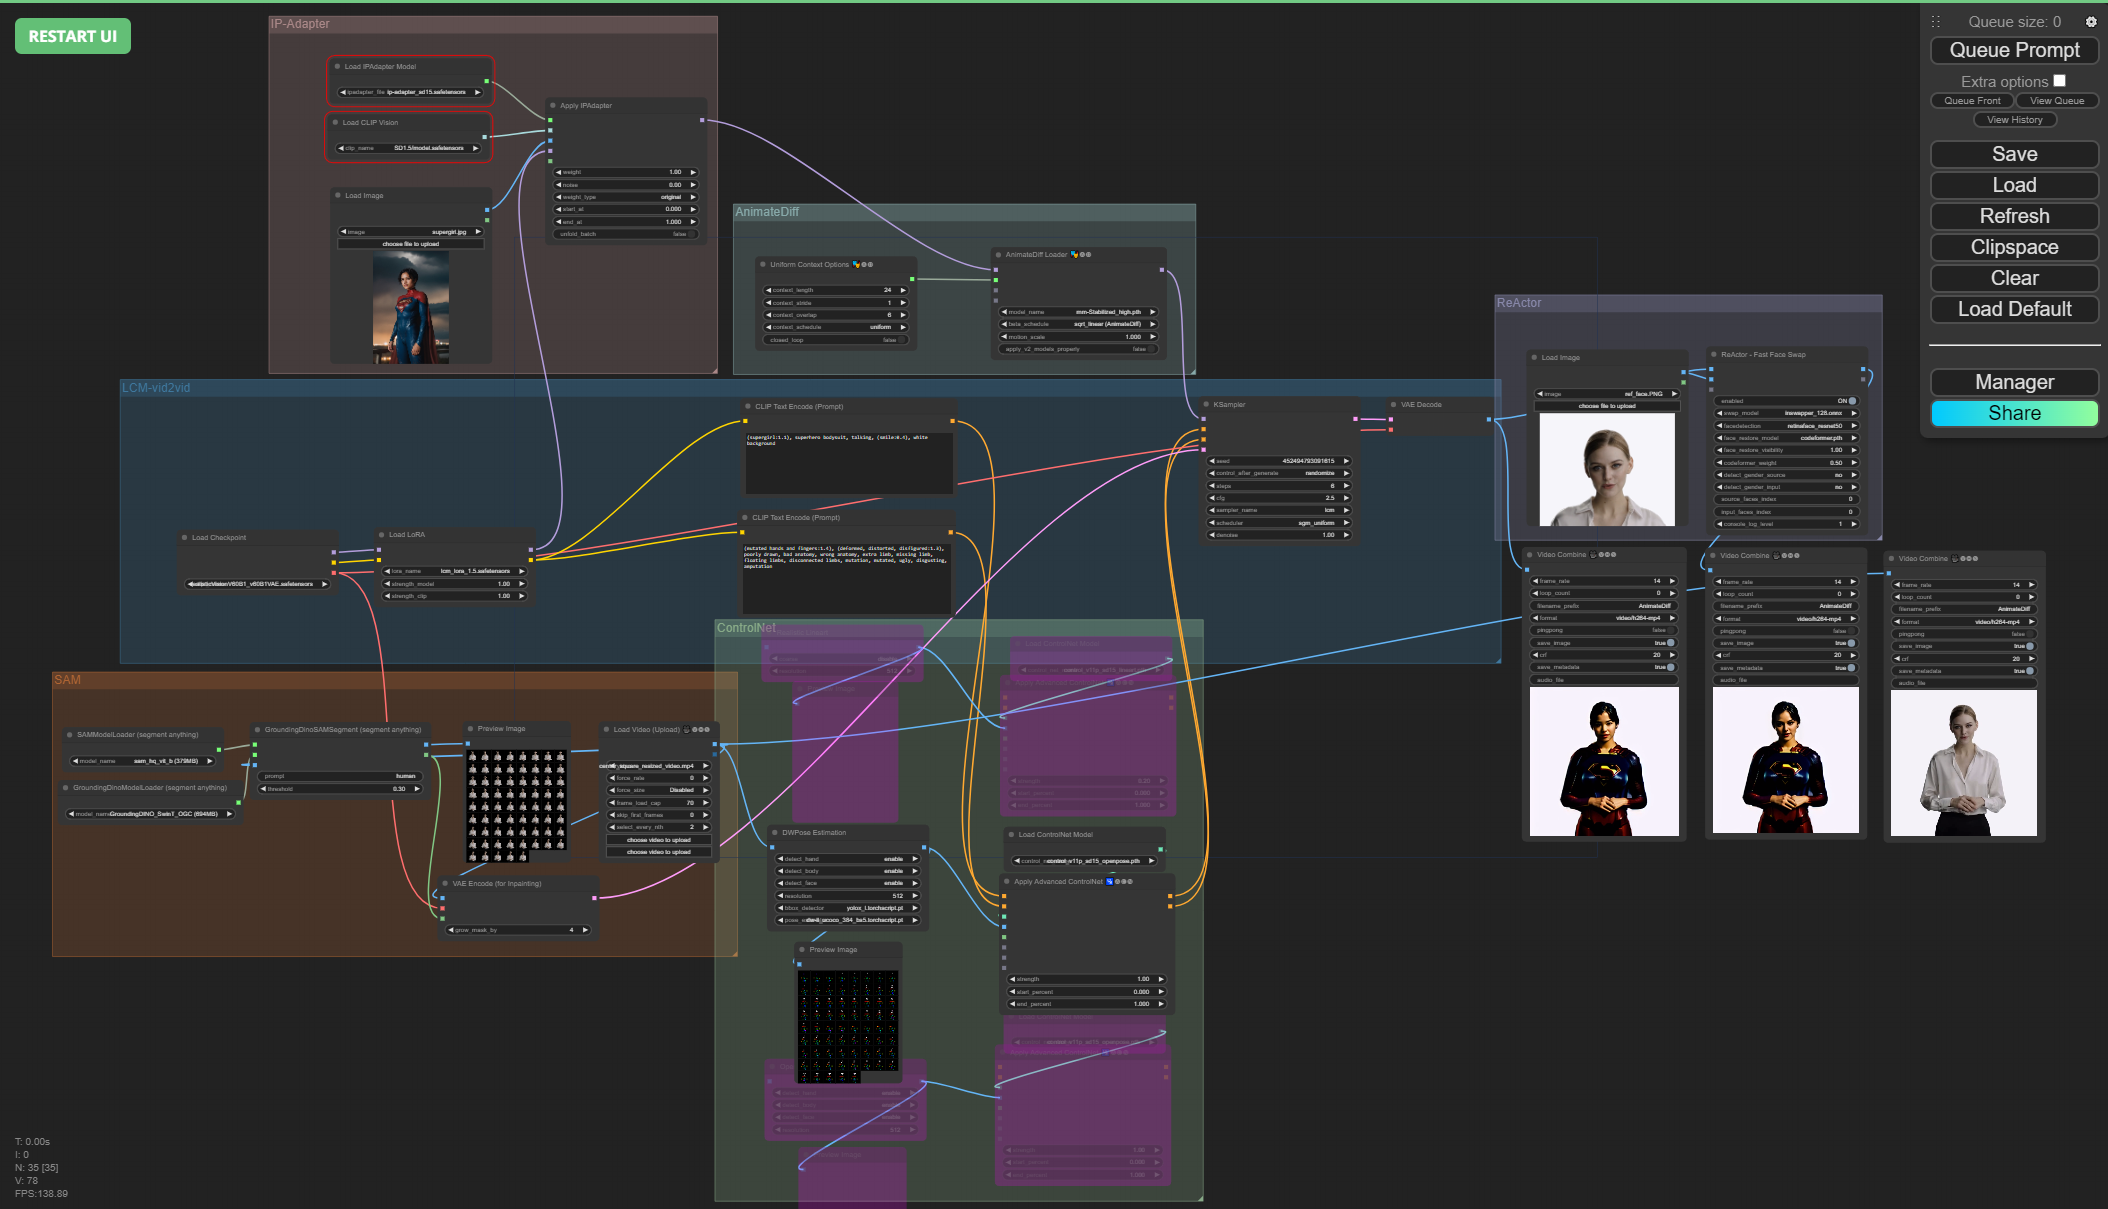 RESTART UI
IP-Adapter
Load IPAdapter Model
ipadapter_file ip-adapter_sd15.safetensors
Load CLIP Vision
clip_name SD1.5/model.safetensors
Load Image
image supergirl.jpg
choose file to upload
Apply IPAdapter
weight 1.00
noise 0.00
weight_type original
start_at 0.000
end_at 1.000
unfold_batch false
AnimateDiff
Uniform Context Options
context_length 24
context_stride 1
context_overlap 6
context_schedule uniform
closed_loop false
AnimateDiff Loader
model_name mm-Stabilized_high.pth
beta_schedule sqrt_linear (AnimateDiff)
motion_scale 1.000
apply_v2_models_properly false
LCM-vid2vid
Load Checkpoint
Load LoRA
lora_name lcm_lora_1.5.safetensors
strength_model 1.00
strength_clip 1.00
CLIP Text Encode (Prompt)
(supergirl:1.1), superhero bodysuit, talking, (smile:0.4), white
background
CLIP Text Encode (Prompt)
(mutated hands and fingers:1.4), (deformed, distorted, disfigured:1.3),
poorly drawn, bad anatomy, wrong anatomy, extra limb, missing limb,
floating limbs, disconnected limbs, mutation, mutated, ugly, disgusting,
amputation
KSampler
seed 452494793091615
control_after_generate randomize
steps 6
cfg 2.5
sampler_name lcm
scheduler sgm_uniform
denoise 1.00
VAE Decode
ReActor
Load Image
image ref_face.PNG
choose file to upload
ReActor - Fast Face Swap
enabled ON
swap_model inswapper_128.onnx
facedetection retinaface_resnet50
face_restore_model codeformer.pth
face_restore_visibility 1.00
codeformer_weight 0.50
detect_gender_source no
detect_gender_input no
source_faces_index 0
input_faces_index 0
console_log_level 1
Video Combine
frame_rate 14
loop_count 0
filename_prefix AnimateDiff
format video/h264-mp4
pingpong false
save_image true
crf 20
save_metadata true
audio_file
Video Combine
frame_rate 14
loop_count 0
filename_prefix AnimateDiff
format video/h264-mp4
pingpong false
save_image true
crf 20
save_metadata true
audio_file
Video Combine
frame_rate 14
loop_count 0
filename_prefix AnimateDiff
format video/h264-mp4
pingpong false
save_image true
crf 20
save_metadata true
audio_file
SAM
SAMModelLoader (segment anything)
model_name sam_hq_vit_b (379MB)
GroundingDinoModelLoader (segment anything)
model_name GroundingDINO_SwinT_OGC (694MB)
GroundingDinoSAMSegment (segment anything)
prompt human
threshold 0.30
Preview Image
Load Video (Upload)
force_rate 0
force_size Disabled
frame_load_cap 70
skip_first_frames 0
select_every_nth 2
choose video to upload
choose video to upload
VAE Encode (for Inpainting)
grow_mask_by 4
ControlNet
DWPose Estimation
detect_hand enable
detect_body enable
detect_face enable
resolution 512
bbox_detector yolox_l.torchscript.pt
Preview Image
Load ControlNet Model
control_v11p_sd15_openpose.pth
Apply Advanced ControlNet
strength 1.00
start_percent 0.000
end_percent 1.000
Queue size: 0
Queue Prompt
Extra options
Queue Front View Queue
View History
Save
Load
Refresh
Clipspace
Clear
Load Default
Manager
Share
T: 0.00s
I: 0
N: 35 [35]
V: 78
FPS:138.89